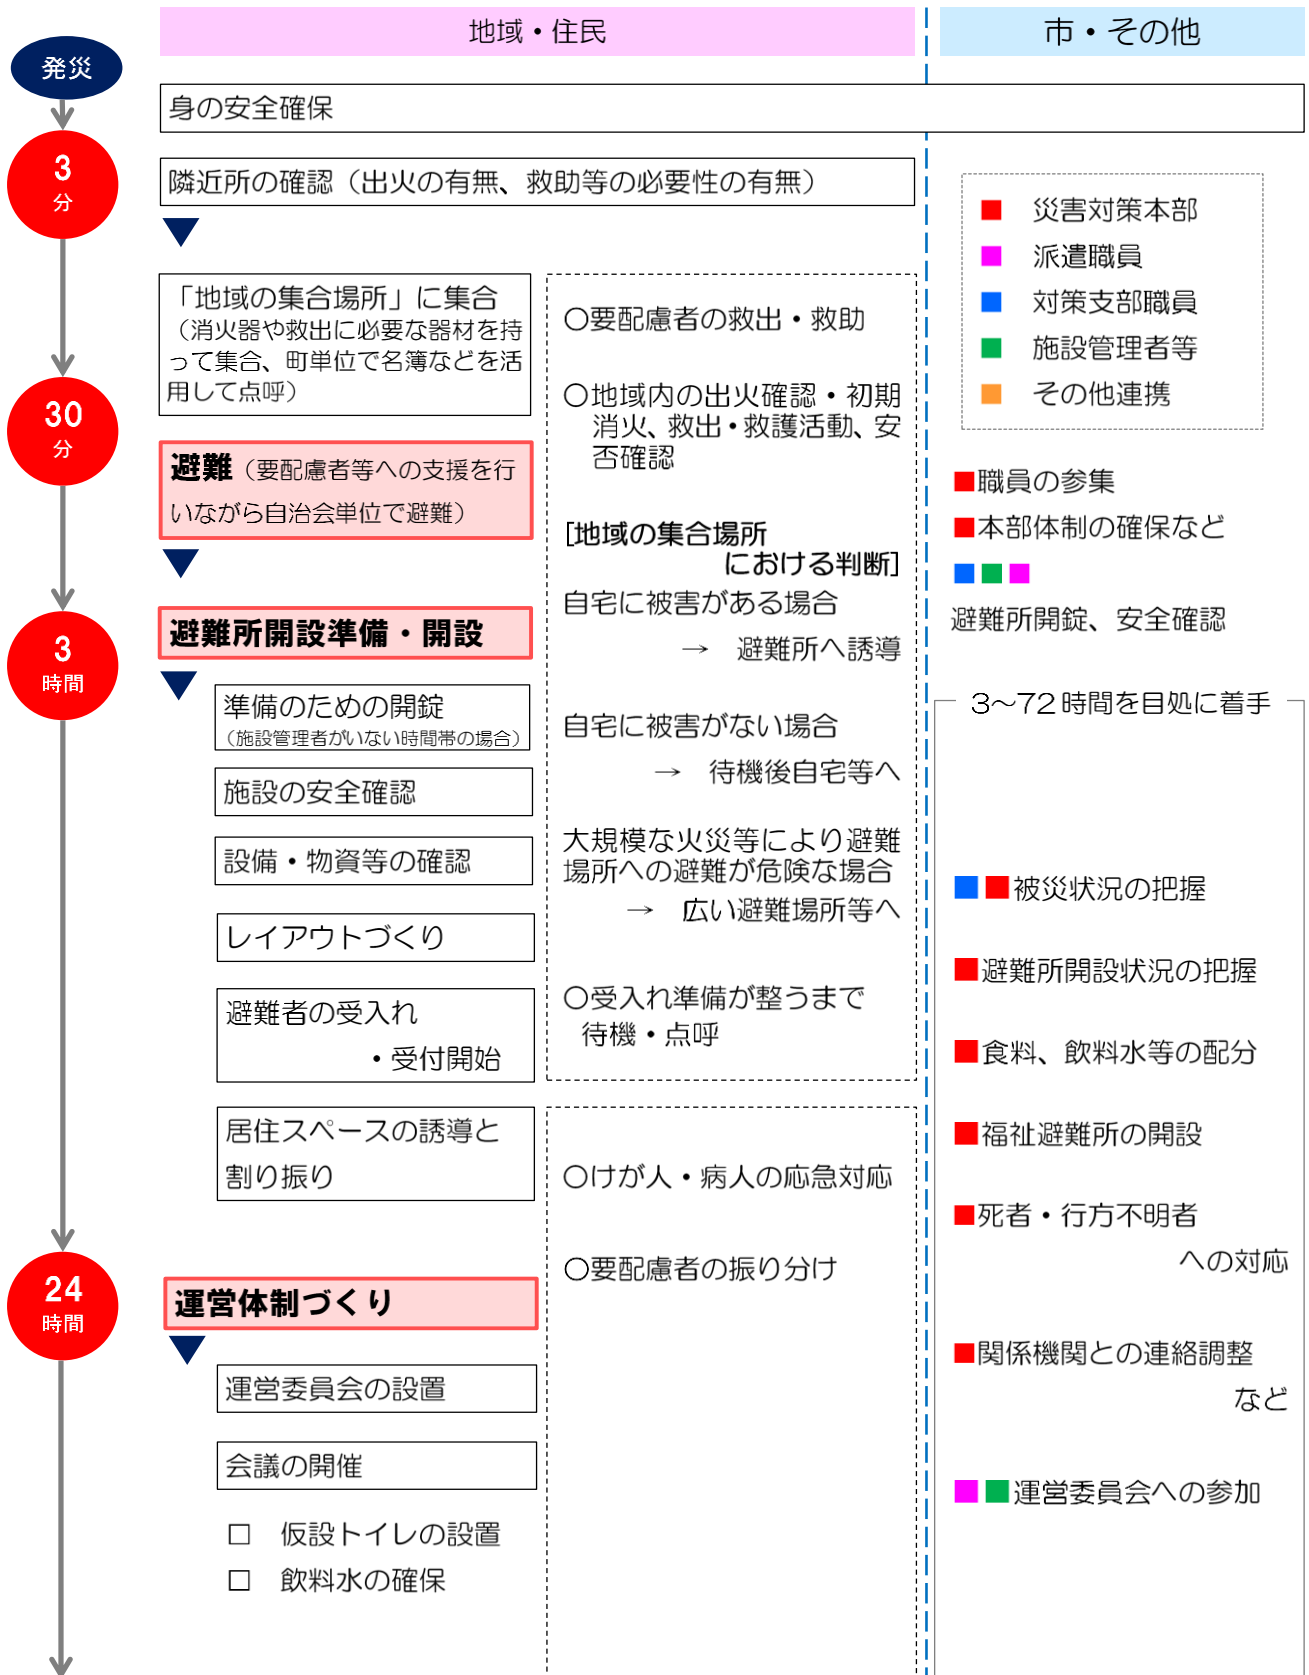 地域・住民
市・その他
発災
身の安全確保
3
分
隣近所の確認（出火の有無、救助等の必要性の有無）
「地域の集合場所」に集合
（消火器や救出に必要な器材を持
って集合、町単位で名簿などを活
用して点呼）
30
分
避難（要配慮者等への支援を行
いながら自治会単位で避難）
3
時間
避難所開設準備・開設
準備のための開錠
（施設管理者がいない時間帯の場合）
施設の安全確認
設備・物資等の確認
レイアウトづくり
避難者の受入れ
・受付開始
居住スペースの誘導と
割り振り
24
時間
運営体制づくり
運営委員会の設置
会議の開催
□　仮設トイレの設置
□　飲料水の確保
○要配慮者の救出・救助
○地域内の出火確認・初期
消火、救出・救護活動、安
否確認
[地域の集合場所
における判断]
自宅に被害がある場合
→　避難所へ誘導
自宅に被害がない場合
→　待機後自宅等へ
大規模な火災等により避難
場所への避難が危険な場合
→　広い避難場所等へ
○受入れ準備が整うまで
待機・点呼
○けが人・病人の応急対応
○要配慮者の振り分け
■　災害対策本部
■　派遣職員
■　対策支部職員
■　施設管理者等
■　その他連携
■職員の参集
■本部体制の確保など
■■■
避難所開錠、安全確認
3～72時間を目処に着手
■■被災状況の把握
■避難所開設状況の把握
■食料、飲料水等の配分
■福祉避難所の開設
■死者・行方不明者
への対応
■関係機関との連絡調整
など
■■運営委員会への参加